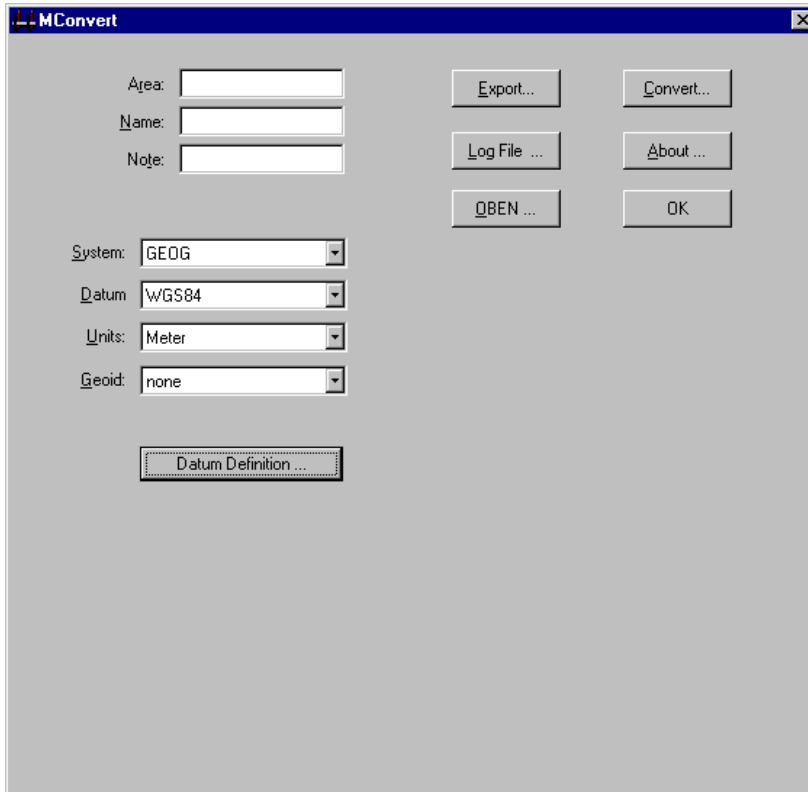 MConvert
Area:
Export...
Convert...
Name:
Note:
Log File ...
About ...
OBEN ...
OK
System: GEOG
Datum WGS84
Units: Meter
Geoid: none
Datum Definition ...